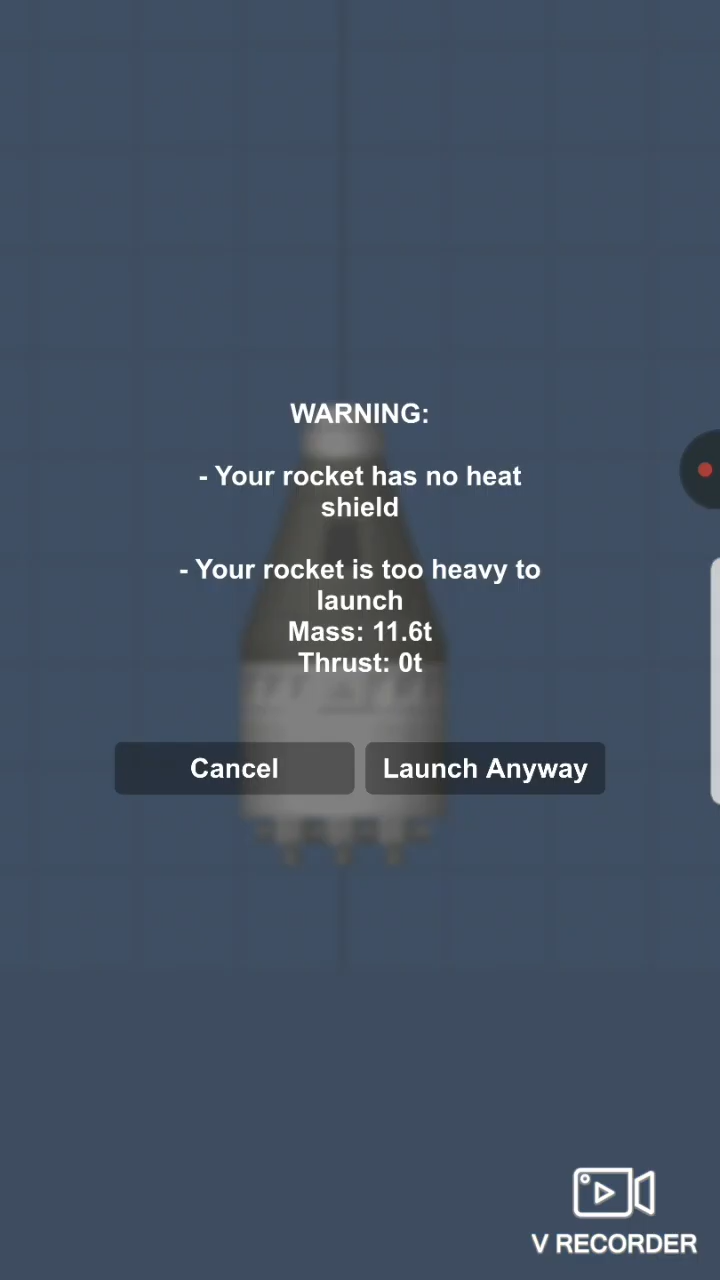 WARNING:
- Your rocket has no heat
shield
- Your rocket is too heavy to
launch
Mass: 11.6t
Thrust: 0t
Cancel
Launch Anyway
V RECORDER